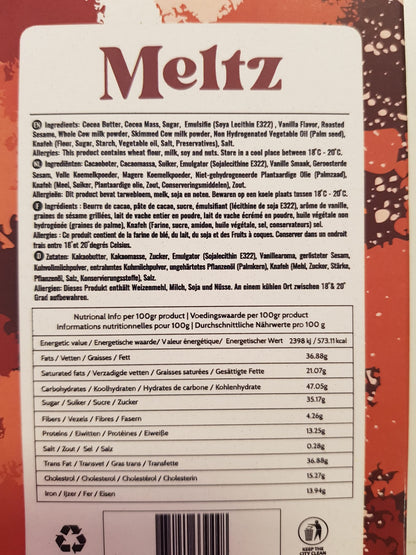 Meltz
EN Ingredients: Cocoa Butter, Cocoa Mass, Sugar, Emulsifie (Soya Lecithin E322) , Vanilla Flavor, Roasted
Sesame, Whole Cow milk powder, Skimmed Cow milk powder, Non Hydrogenated Vegetable Oil (Palm seed),
Knafeh (Flour, Sugar, Starch, Vegetable oil, Salt, Preservatives), Salt.
Allergies: This product contains wheat flour, milk, soy and nuts. Store in a cool place between 18°C - 20°C.
NL Ingrediënten: Cacaoboter, Cacaomassa, Suiker, Emulgator (Sojalecithine E322), Vanille Smaak, Geroosterde
Sesam, Volle Koemelkpoeder, Magere Koemelkpoeder, Niet-gehydrogeneerde Plantaardige Olie (Palmzaad),
Knafeh (Meel, Suiker, Plantaardige olie, Zout, Conserveringsmiddelen), Zout.
Allergieën: Dit product bevat tarwebloem, melk, soja en noten. Bewaren op een koele plaats tussen 18°C - 20°C.
F Ingrédients : Beurre de cacao, pâte de cacao, sucre, émulsifiant (lécithine de soja E322) , arôme de vanille,
graines de sésame grillées, lait de vache entier en poudre, lait de vache écrémé en poudre, huile végétale non
hydrogénée (graines de palme), Knafeh (Farine, sucre, amidon, huile végétale, sel, conservateurs) sel.
Allergies : Ce produit contient de la farine de blé, du lait, du soja et des Fruits à coques. Conserver dans un endroit
frais entre 18°et 20°degrés Celsius.
D Zutaten: Kakaobutter, Kakaomasse, Zucker, Emulgator (Sojalecithin E322), Vanillearoma, gerösteter Sesam,
Kuhvollmilchpulver, entrahmtes Kuhmilchpulver, ungehärtetes Pflanzenöl (Palmkern), Knafeh (Mehl, Zucker, Stärke,
Pflanzenöl, Salz, Konservierungsstoffe), Salz.
Allergien: Dieses Produkt enthält Weizenmehl, Milch, Soja und Nüsse. An einem kühlen Ort zwischen 18°& 20°
Grad aufbewahren.
Nutrional Info per 100gr product | Voedingswaarde per 100gr product
Informations nutritionnelles pour 100g | Durchschnittliche Nährwerte pro 100 g
Energetic value / Energetische waarde/ Valeur énergétique/ Energetischer Wert 2398 kj /573.11 kcal
Fats / Vetten / Graisses / Fett 36.88g
Saturated fats/ Verzadigde vetten / Graisses saturées/ Gesättigte Fette 21.07g
Carbohydrates / Koolhydraten / Hydrates de carbone / Kohlenhydrate 47.05g
Sugar / Suiker / Sucre / Zucker 35.17g
Fibers / Vezels / Fibres / Fasern 4.26g
Proteins / Eiwitten / Protéines / Eiweiße 13.25g
Salt / Zout / Sel / Salz 0.28g
Trans Fat / Transvet / Gras trans / Transfette 36.88g
Cholestrol / Cholesterol / Cholestérol / Cholesterin 15.27g
Iron / IJzer / Fer / Eisen 13.94g
KEEP THE
CITY CLEAN